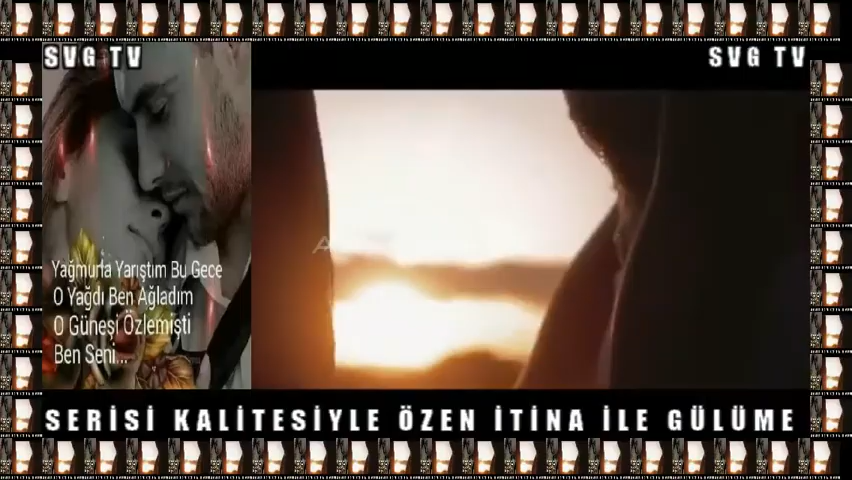 SVG TV
SVG TV
Yağmurla Yarıştım Bu Gece
O Yağdı Ben Ağladım
O Güneşi Özlemişti
Ben Seni...
SERİSİ KALİTESİYLE ÖZEN İTİNA İLE GÜLÜME